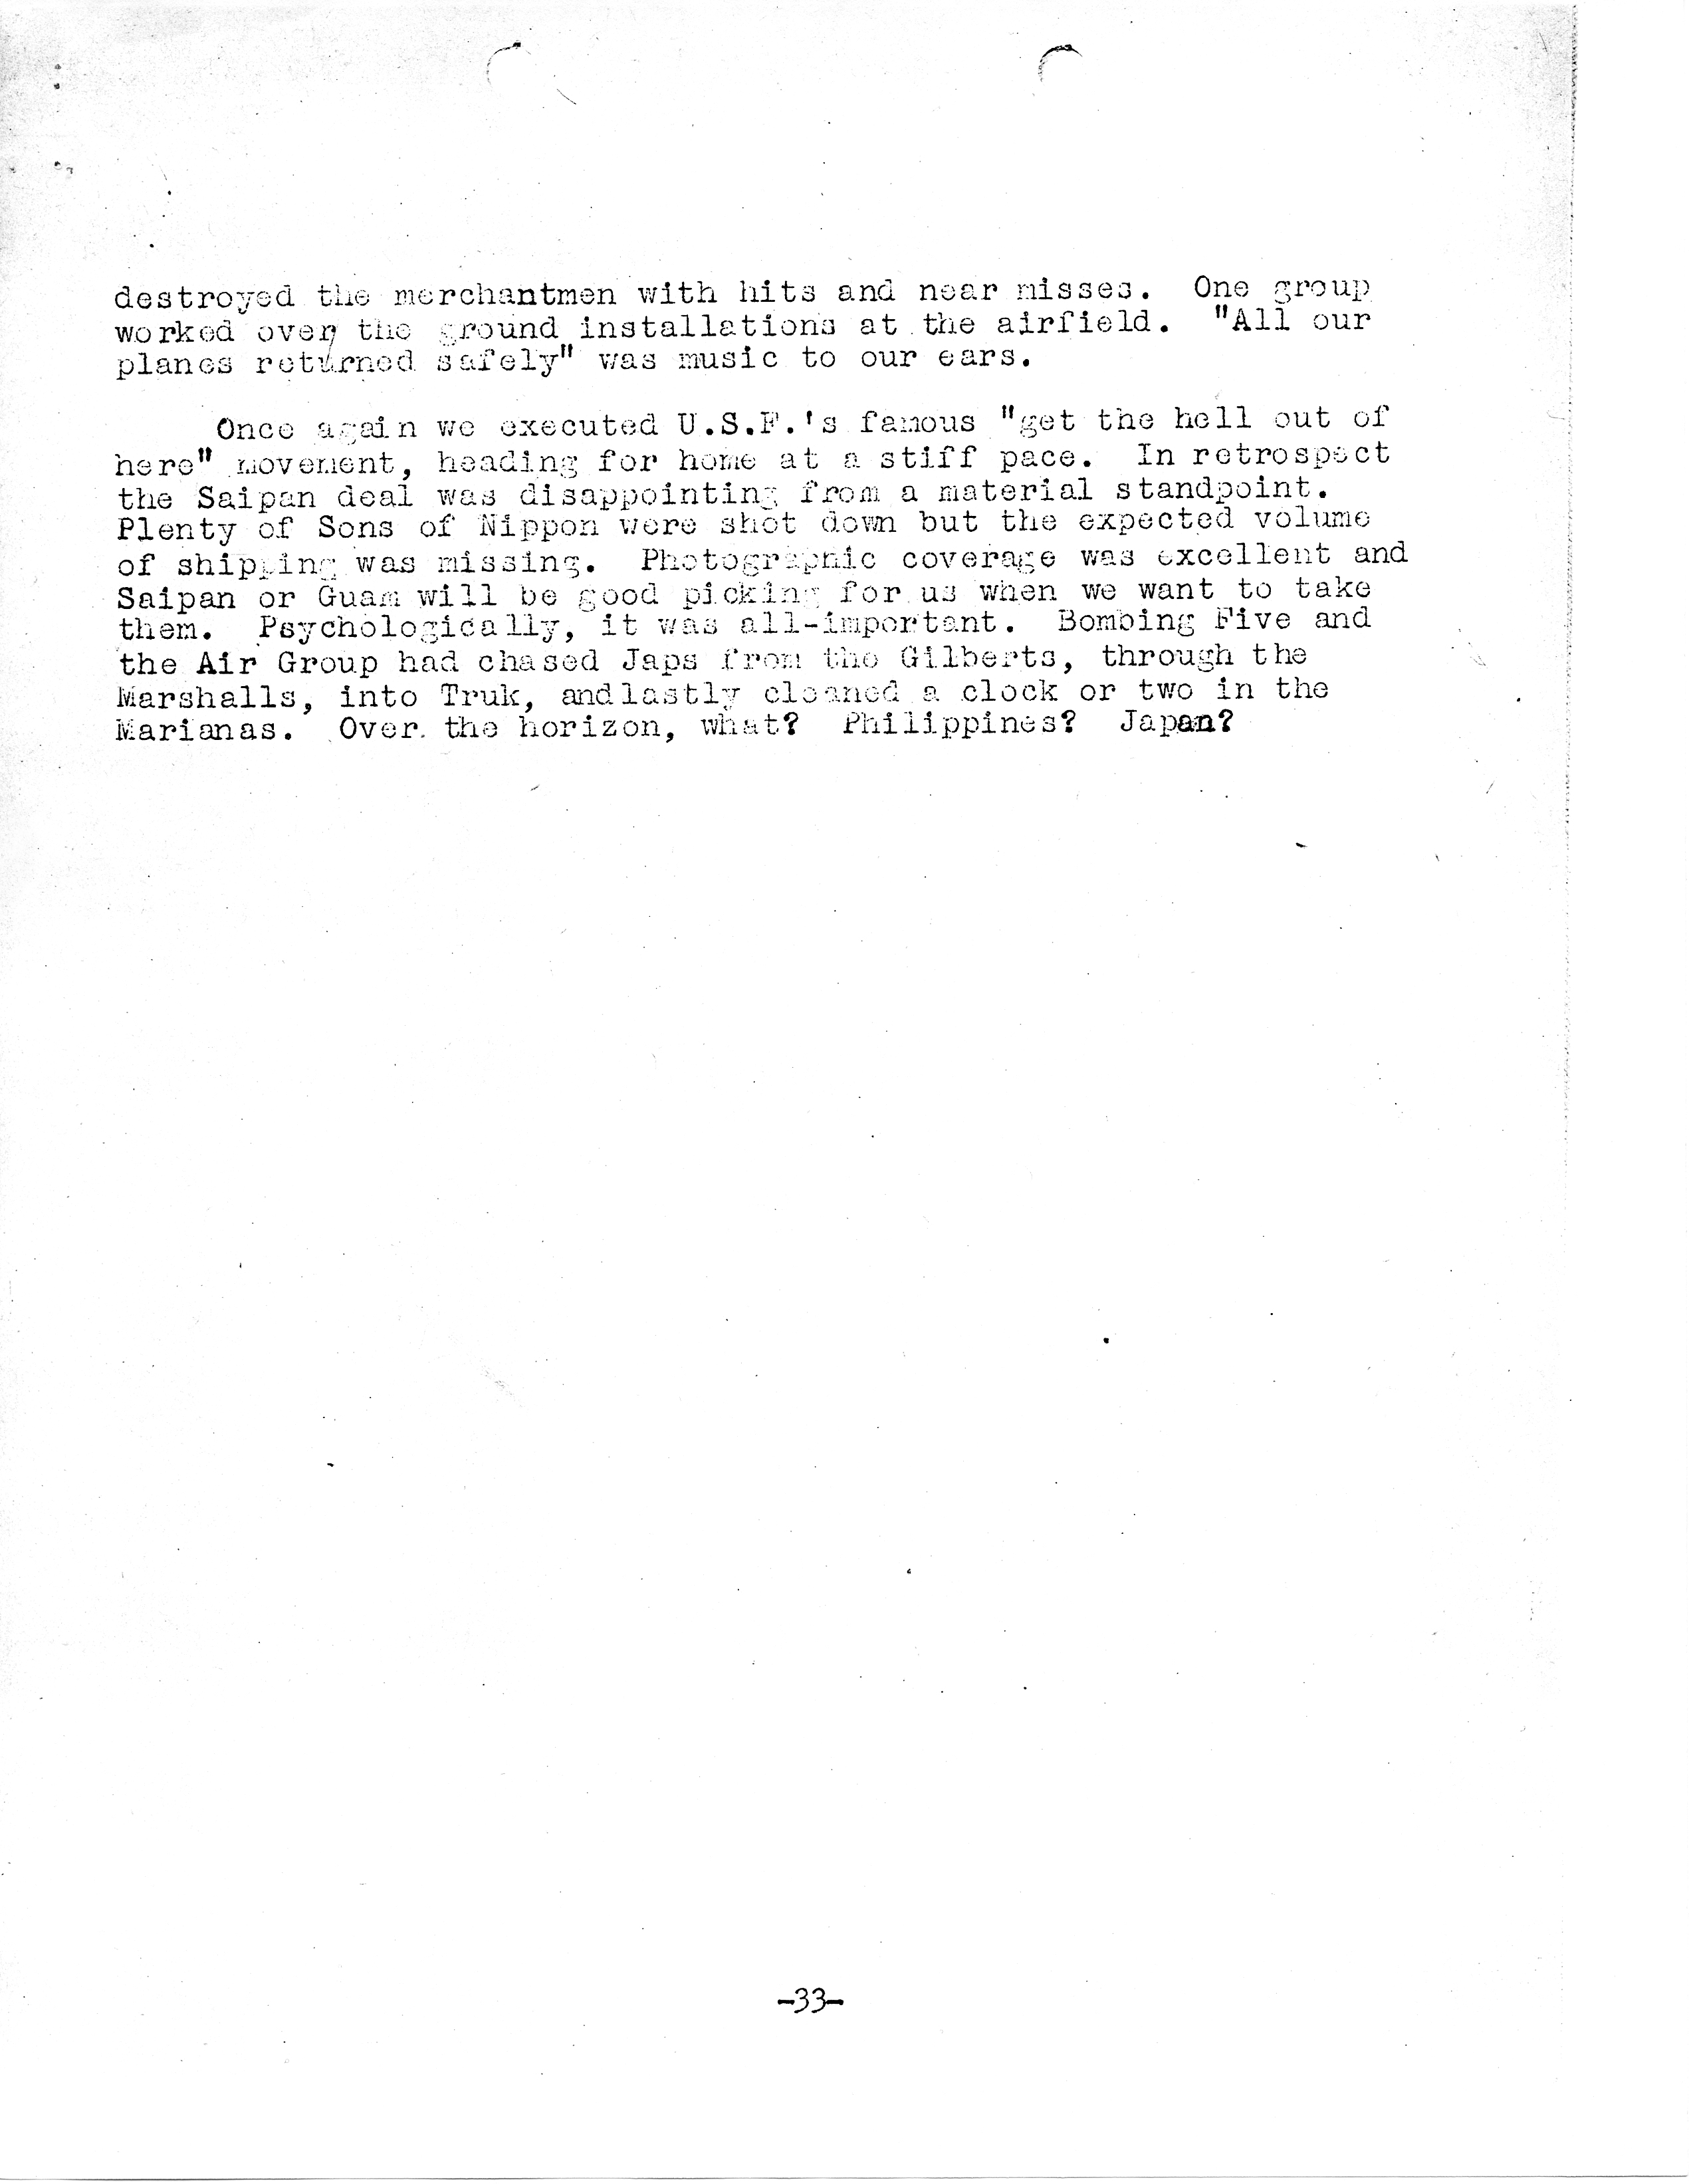 destroyed the merchantmen with hits and near misses.  One group
worked over the ground installations at the airfield.  "All our
planes returned safely" was music to our ears.
Once again we executed U.S.F.'s famous "get the hell out of
here" movement, heading for home at a stiff pace.  In retrospect
the Saipan deal was disappointing from a material standpoint.
Plenty of Sons of Nippon were shot down but the expected volume
of shipping was missing.  Photographic coverage was excellent and
Saipan or Guam will be good picking for us when we want to take
them.  Psychologically, it was all-important.  Bombing Five and
the Air Group had chased Japs from the Gilberts, through the
Marshalls, into Truk, and lastly cleaned a clock or two in the
Marianas.  Over the horizon, what?  Philippines?  Japan?
-33-